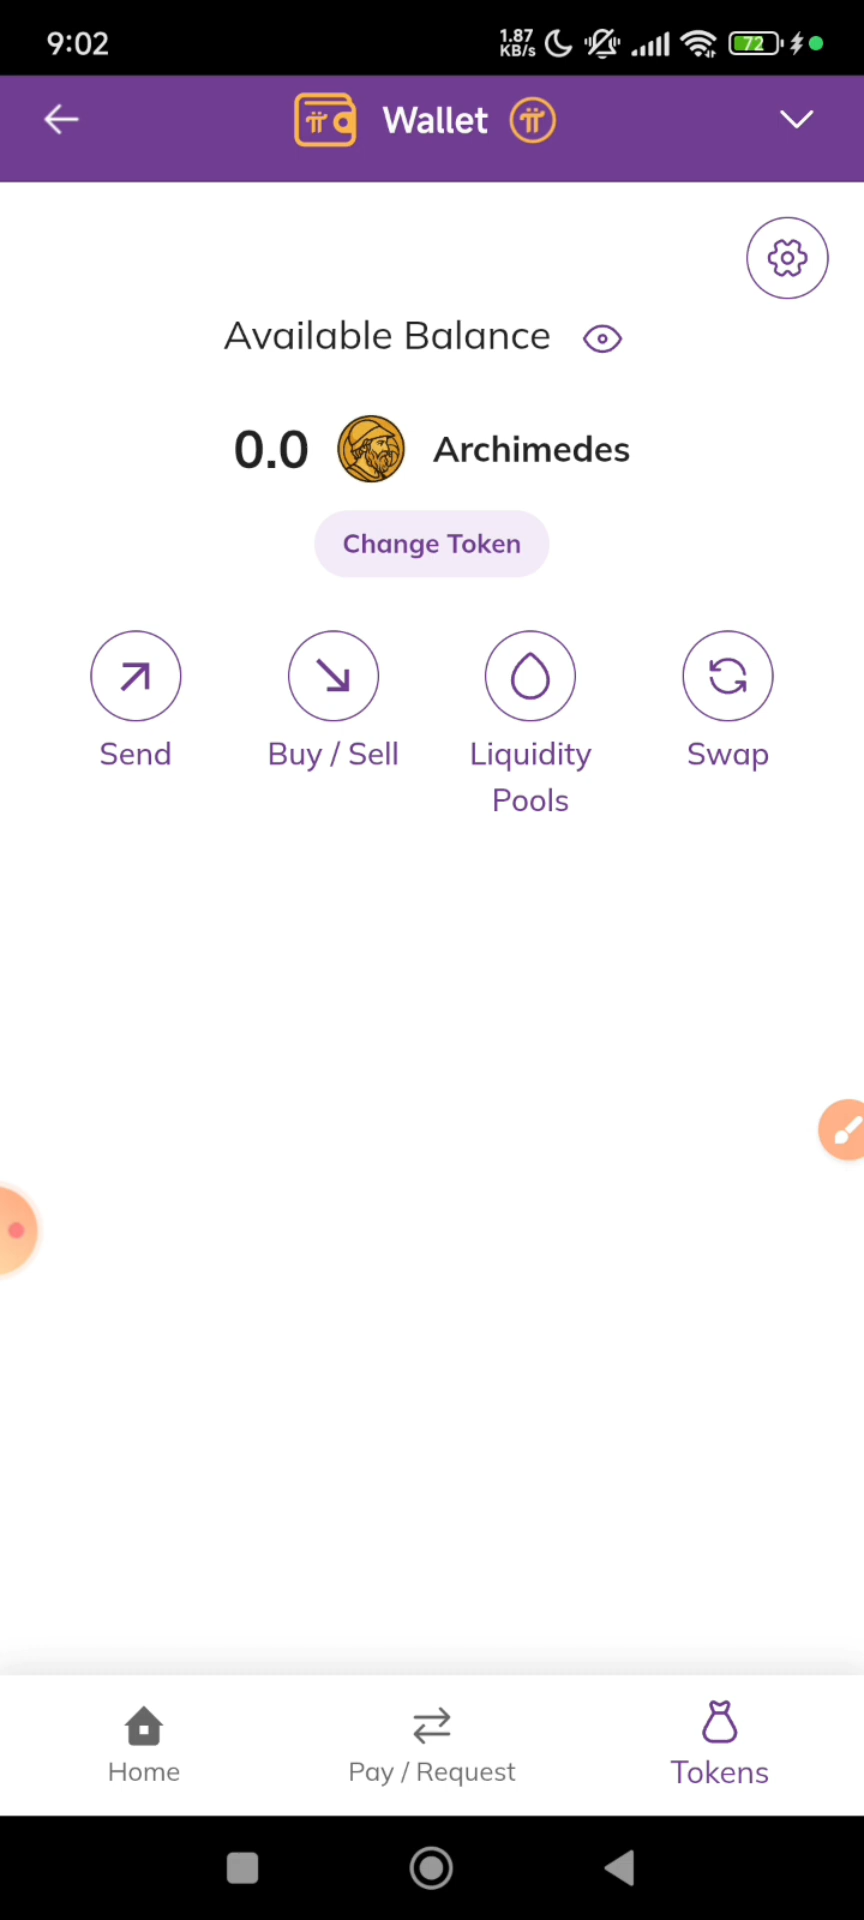 9:02
1.87
KB/s
72
Wallet
Available Balance
0.0 Archimedes
Change Token
Send
Buy / Sell
Liquidity
Pools
Swap
Home
Pay / Request
Tokens